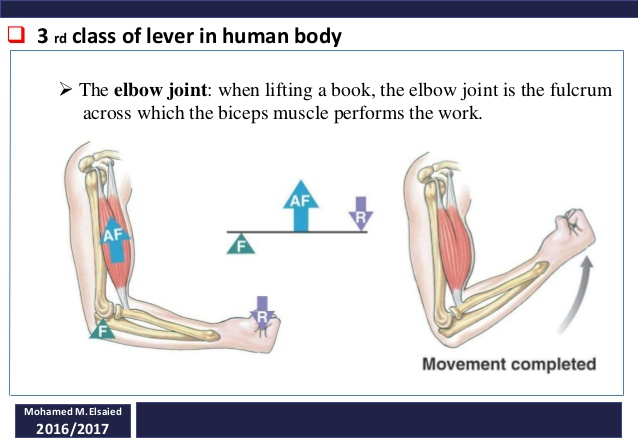 3 rd class of lever in human body
The elbow joint: when lifting a book, the elbow joint is the fulcrum
across which the biceps muscle performs the work.
AF
F
R
AF
F
R
Movement completed
Mohamed M. Elsaied
2016/2017